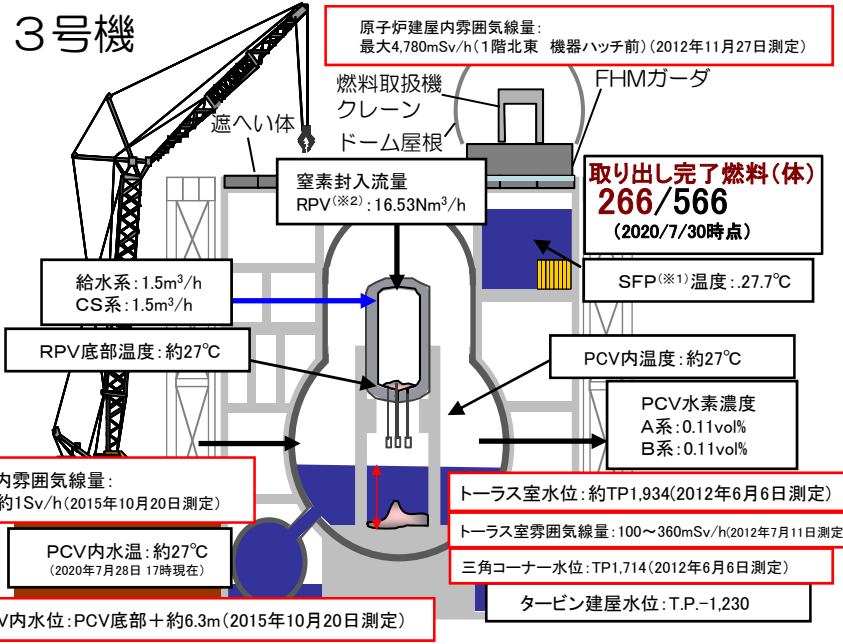 3号機
原子炉建屋内雰囲気線量:
最大4,780mSv/h(1階北東 機器ハッチ前)(2012年11月27日測定)
燃料取扱機
クレーン
FHMガーダ
遮へい体
ドーム屋根
窒素封入流量
RPV(※2):16.53Nm³/h
取り出し完了燃料(体)
266/566
(2020/7/30時点)
SFP(※1)温度:.27.7℃
給水系:1.5m³/h
CS系:1.5m³/h
RPV底部温度:約27℃
PCV内温度:約27℃
PCV水素濃度
A系:0.11vol%
B系:0.11vol%
内雰囲気線量:
約1Sv/h(2015年10月20日測定)
トーラス室水位:約TP1,934(2012年6月6日測定)
トーラス室雰囲気線量:100~360mSv/h(2012年7月11日測定
PCV内水温:約27℃
(2020年7月28日 17時現在)
三角コーナー水位:TP1,714(2012年6月6日測定)
V内水位:PCV底部+約6.3m(2015年10月20日測定)
タービン建屋水位:T.P.-1,230